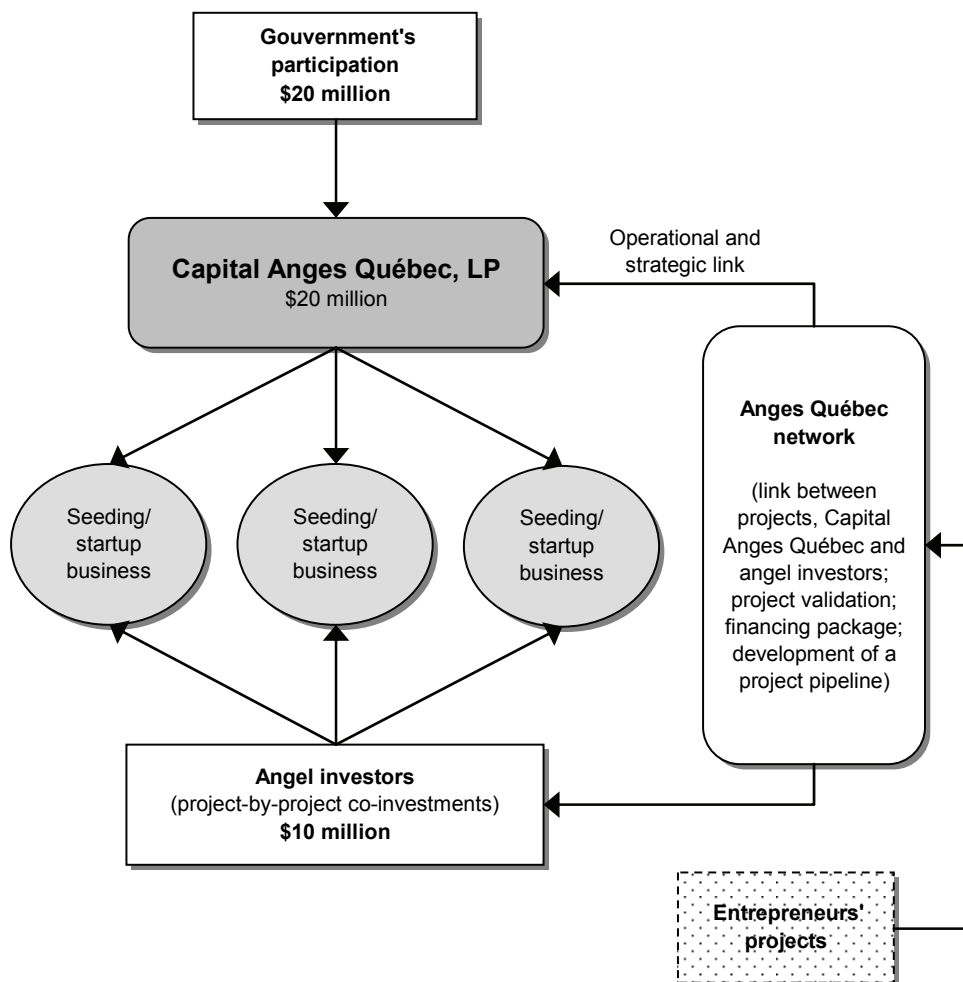 Gouvernment's
participation
$20 million
Operational and
strategic link
Capital Anges Québec, LP
$20 million
Anges Québec
network
(link between
projects, Capital
Anges Québec and
angel investors;
project validation;
financing package;
development of a
project pipeline)
Seeding/
startup
business
Seeding/
startup
business
Seeding/
startup
business
Angel investors
(project-by-project co-investments)
$10 million
Entrepreneurs'
projects